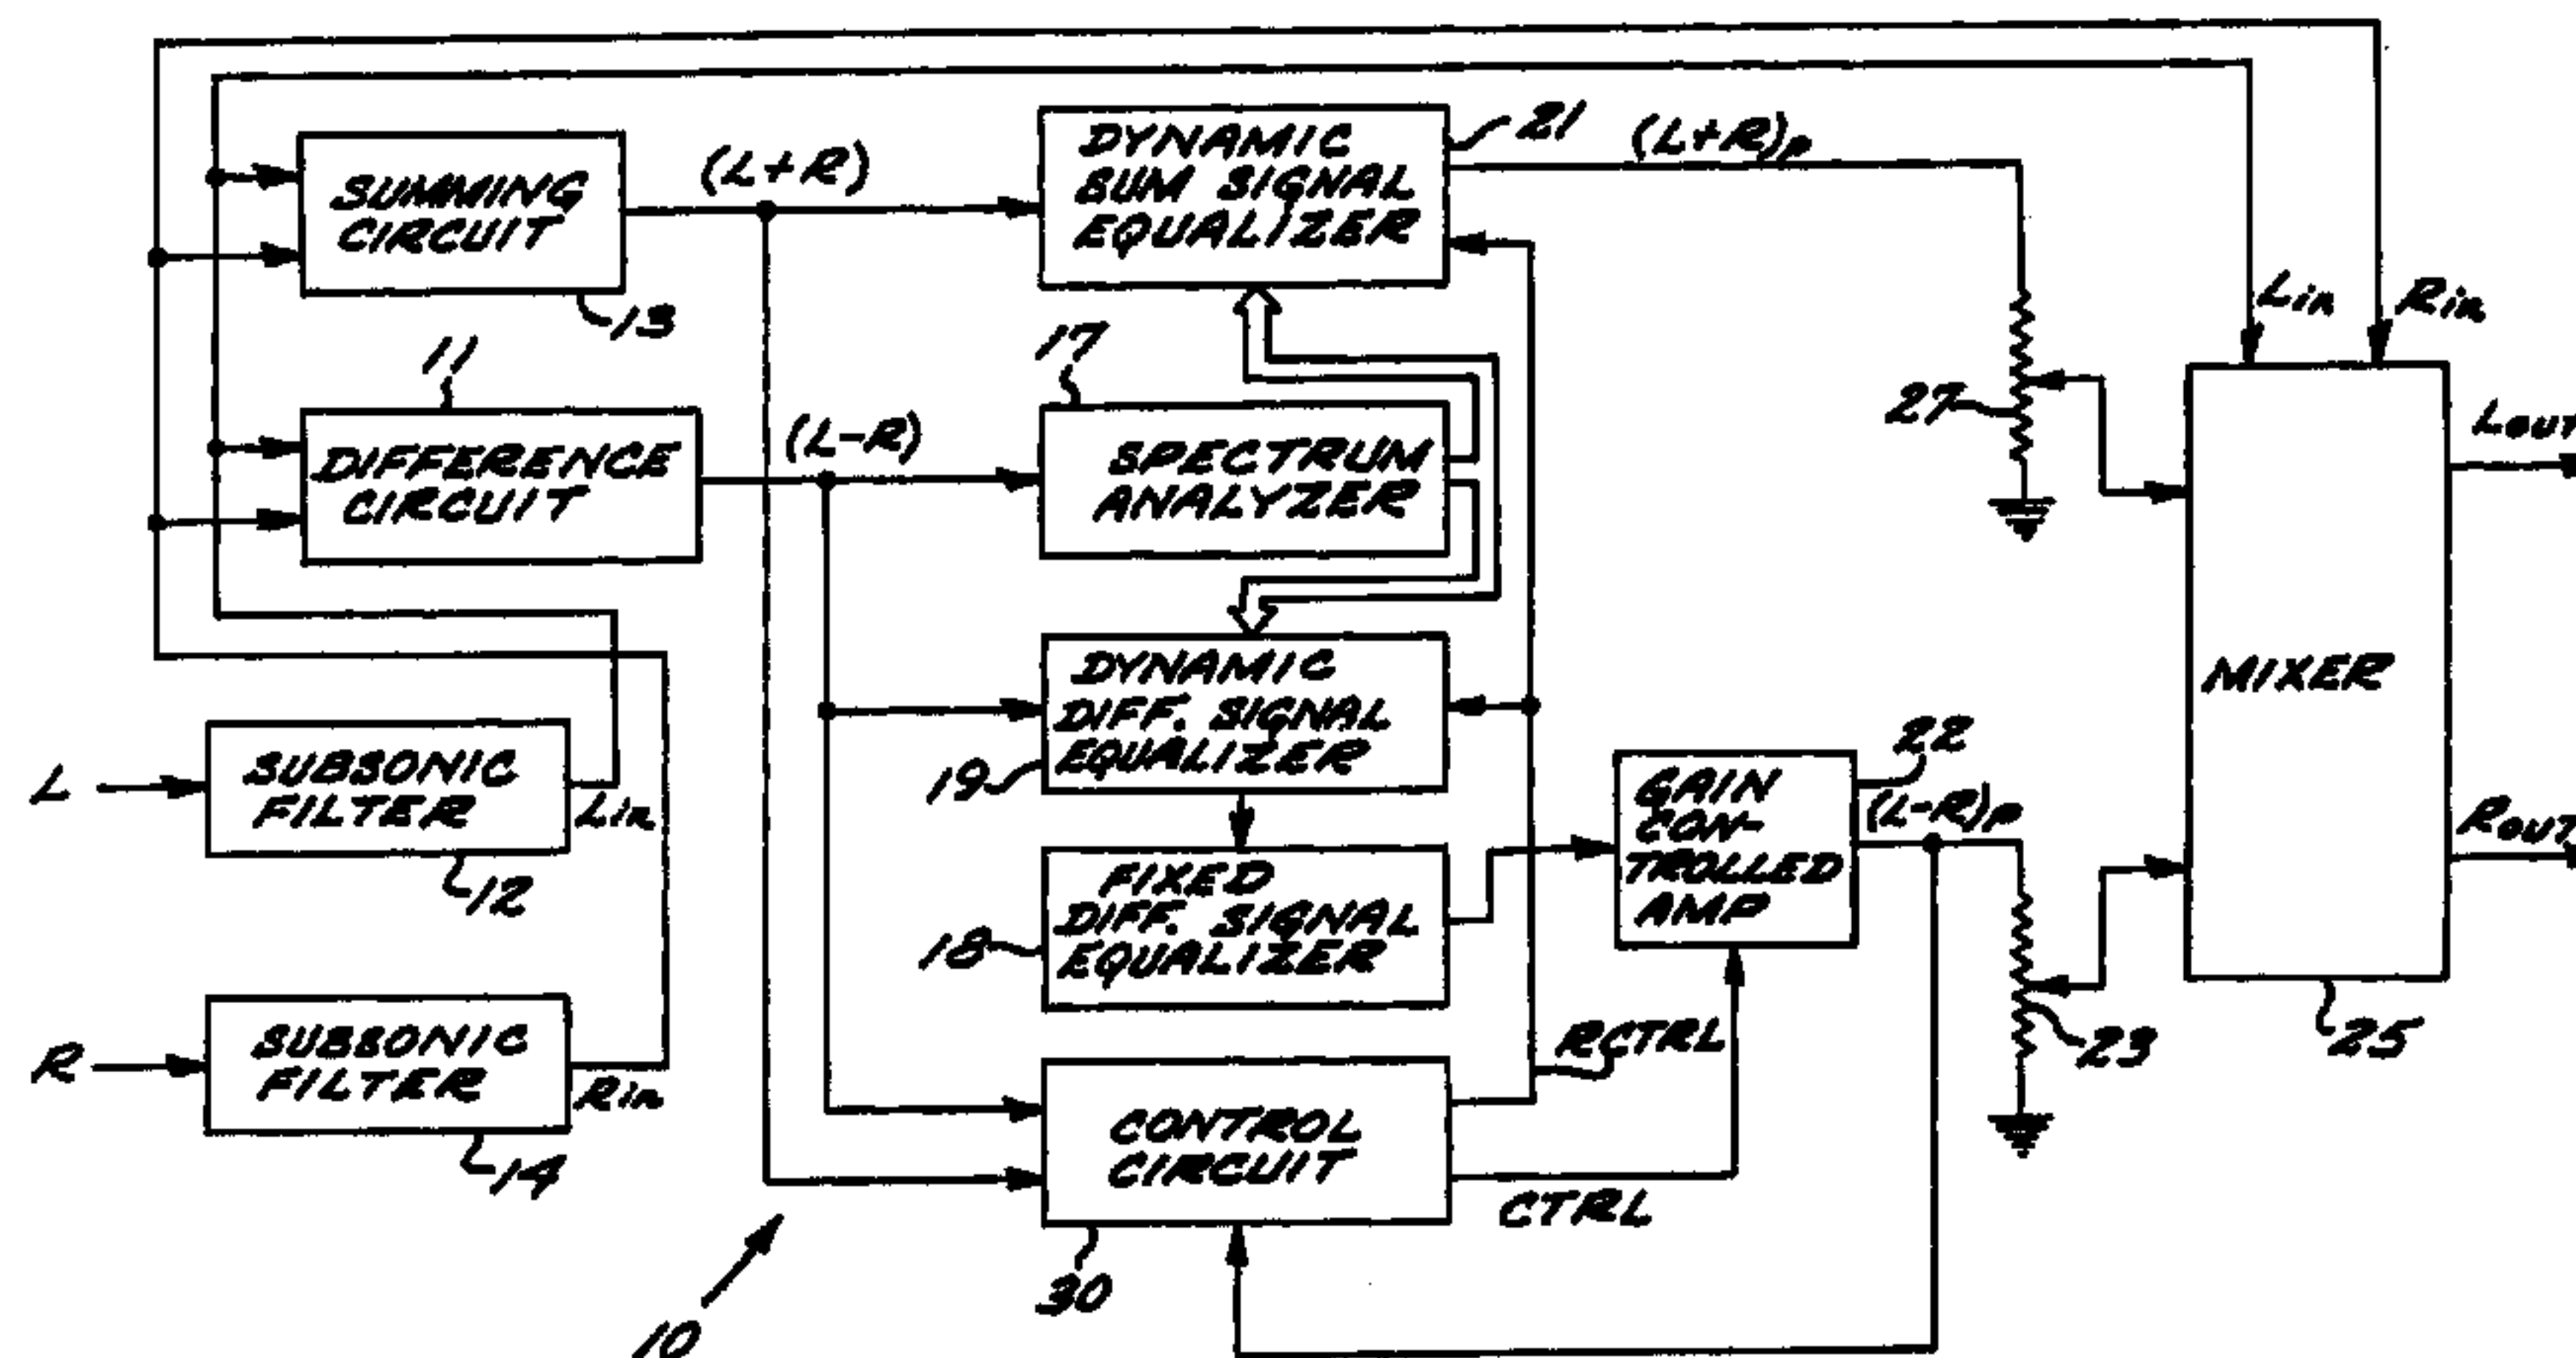 SUMMING
CIRCUIT
13
(L+R)
DYNAMIC
SUM SIGNAL
EQUALIZER
21
(L+R)p
Lin
Rin
11
DIFFERENCE
CIRCUIT
(L-R)
17
SPECTRUM
ANALYZER
27
MIXER
25
LOUT
ROUT
L
SUBSONIC
FILTER
Lin
12
DYNAMIC
DIFF. SIGNAL
EQUALIZER
19
FIXED
DIFF. SIGNAL
EQUALIZER
18
GAIN
CON-
TROLLED
AMP
22
(L-R)p
23
R
SUBSONIC
FILTER
Rin
14
CONTROL
CIRCUIT
30
RCTRL
CTRL
10